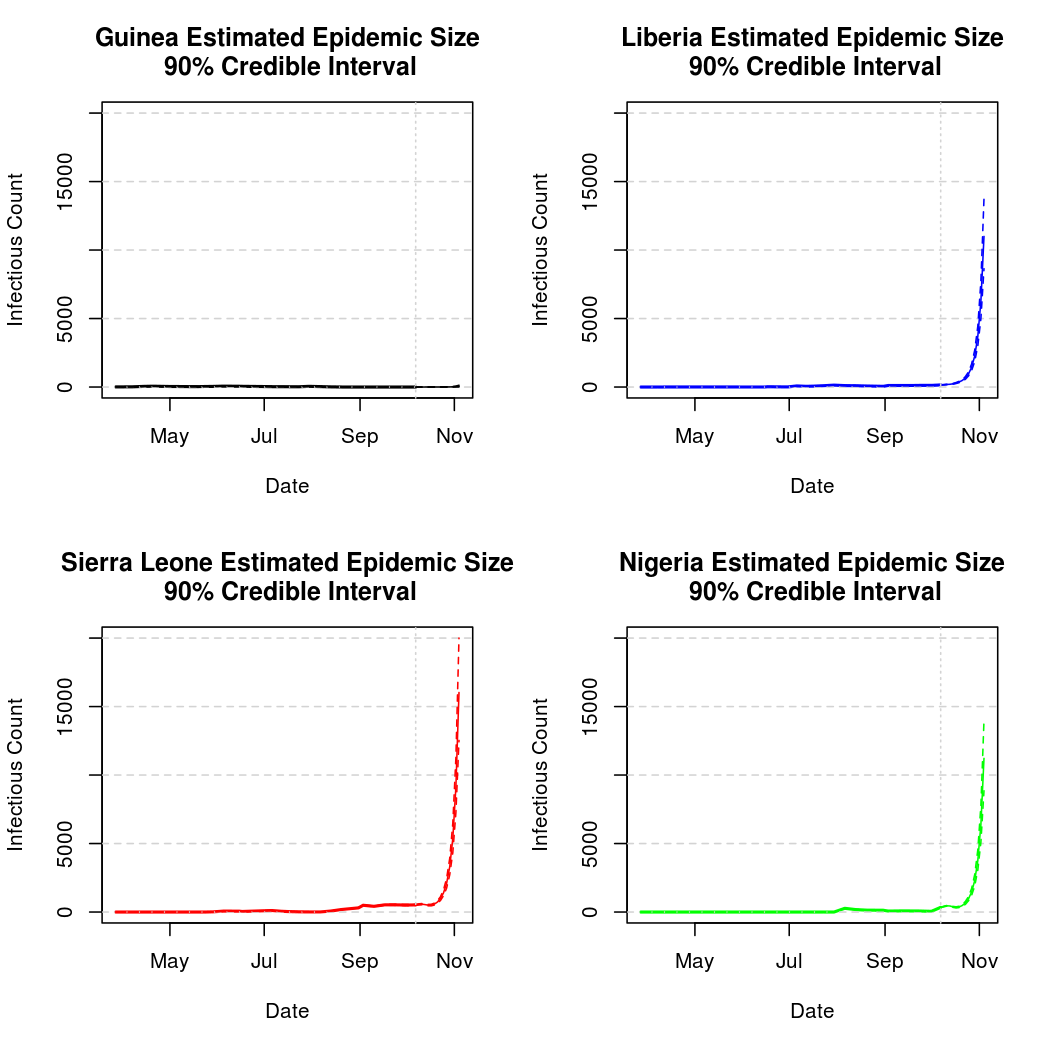 Guinea Estimated Epidemic Size
90% Credible Interval
Infectious Count
15000
5000
0
May Jul Sep Nov
Date
Liberia Estimated Epidemic Size
90% Credible Interval
Infectious Count
15000
5000
0
May Jul Sep Nov
Date
Sierra Leone Estimated Epidemic Size
90% Credible Interval
Infectious Count
15000
5000
0
May Jul Sep Nov
Date
Nigeria Estimated Epidemic Size
90% Credible Interval
Infectious Count
15000
5000
0
May Jul Sep Nov
Date